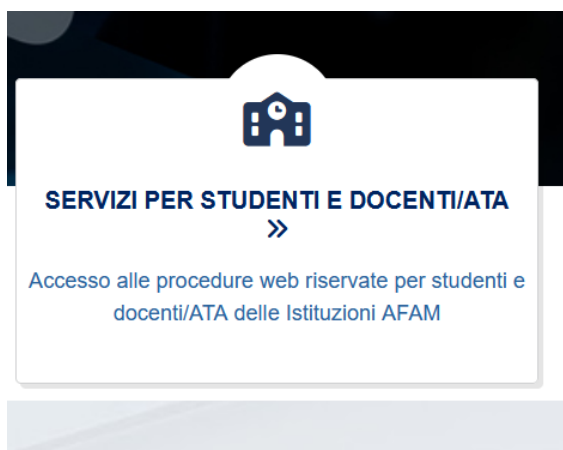 SERVIZI PER STUDENTI E DOCENTI/ATA
»
Accesso alle procedure web riservate per studenti e
docenti/ATA delle Istituzioni AFAM